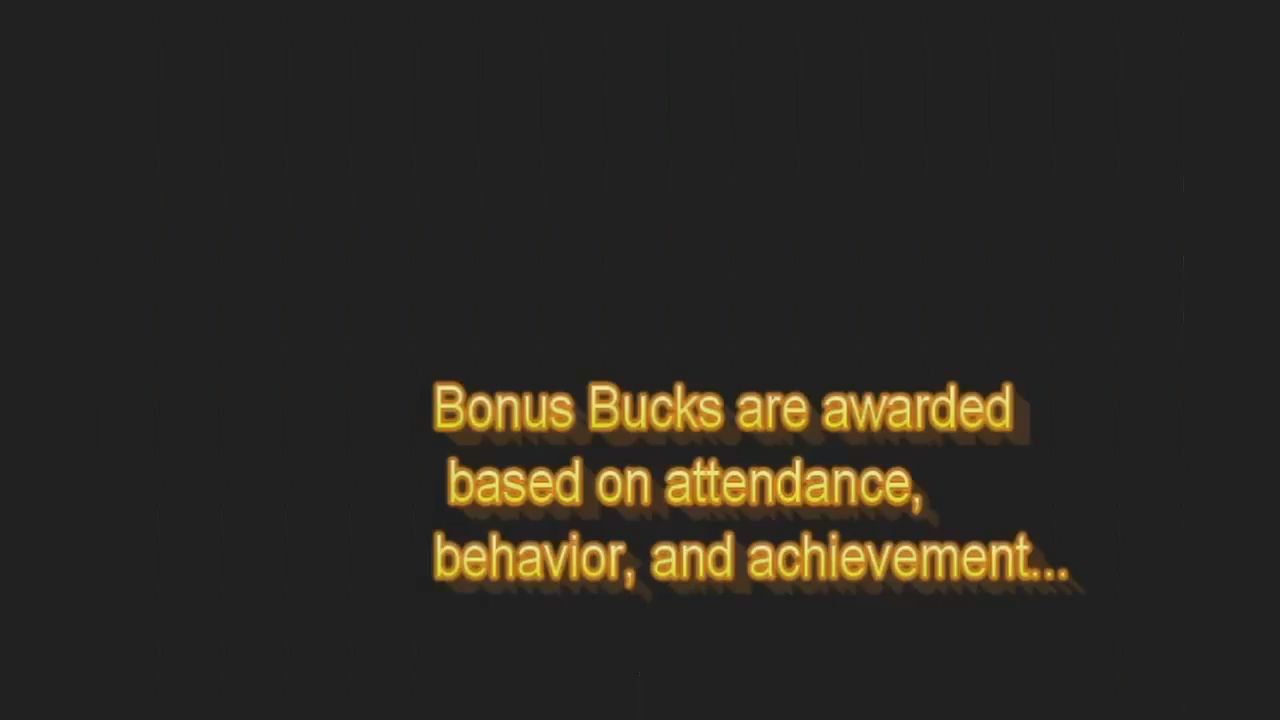 Bonus Bucks are awarded
based on attendance,
behavior, and achievement...